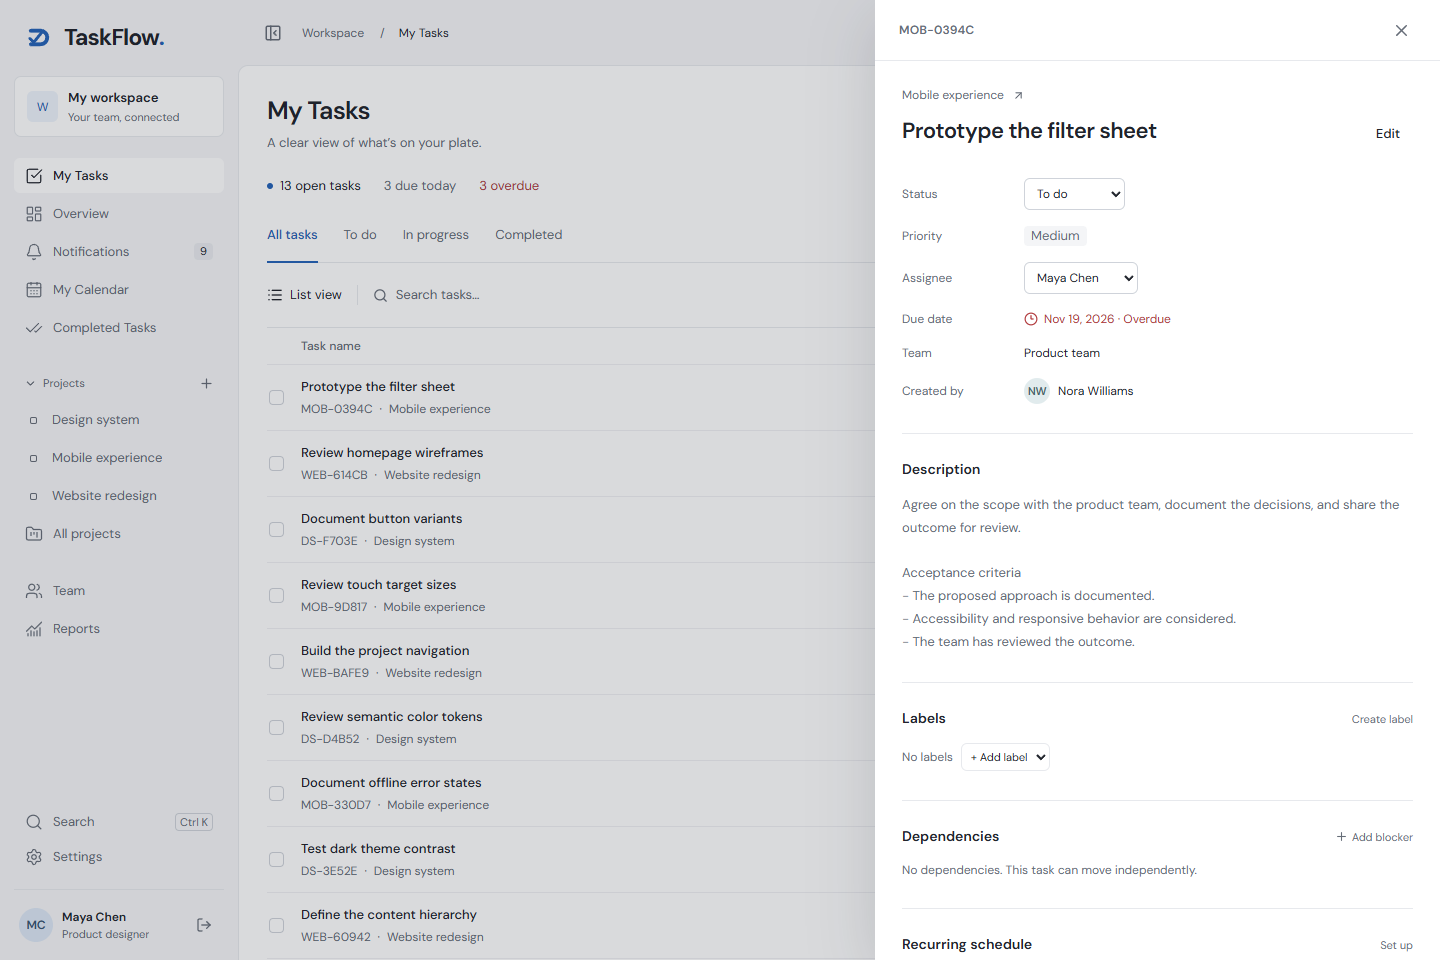 TaskFlow.
W
My workspace
Your team, connected
My Tasks
Overview
Notifications
9
My Calendar
Completed Tasks
Projects
Design system
Mobile experience
Website redesign
All projects
Team
Reports
Search
Ctrl K
Settings
MC
Maya Chen
Product designer
Workspace / My Tasks
My Tasks
A clear view of what's on your plate.
13 open tasks
3 due today
3 overdue
All tasks
To do
In progress
Completed
List view
Search tasks...
Task name
Prototype the filter sheet
MOB-0394C · Mobile experience
Review homepage wireframes
WEB-614CB · Website redesign
Document button variants
DS-F703E · Design system
Review touch target sizes
MOB-9D817 · Mobile experience
Build the project navigation
WEB-BAFE9 · Website redesign
Review semantic color tokens
DS-D4B52 · Design system
Document offline error states
MOB-330D7 · Mobile experience
Test dark theme contrast
DS-3E52E · Design system
Define the content hierarchy
WEB-60942 · Website redesign
MOB-0394C
Mobile experience
Prototype the filter sheet
Edit
Status
To do
Priority
Medium
Assignee
Maya Chen
Due date
Nov 19, 2026 · Overdue
Team
Product team
Created by
NW
Nora Williams
Description
Agree on the scope with the product team, document the decisions, and share the
outcome for review.
Acceptance criteria
- The proposed approach is documented.
- Accessibility and responsive behavior are considered.
- The team has reviewed the outcome.
Labels
Create label
No labels
+ Add label
Dependencies
+ Add blocker
No dependencies. This task can move independently.
Recurring schedule
Set up